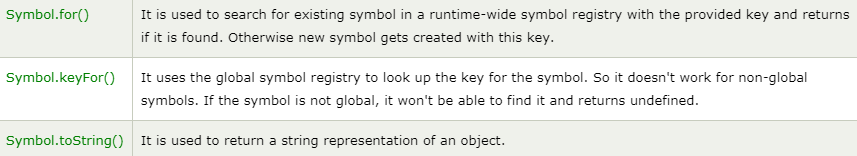 Symbol.for() It is used to search for existing symbol in a runtime-wide symbol registry with the provided key and returns
if it is found. Otherwise new symbol gets created with this key.
Symbol.keyFor() It uses the global symbol registry to look up the key for the symbol. So it doesn't work for non-global
symbols. If the symbol is not global, it won't be able to find it and returns undefined.
Symbol.toString() It is used to return a string representation of an object.